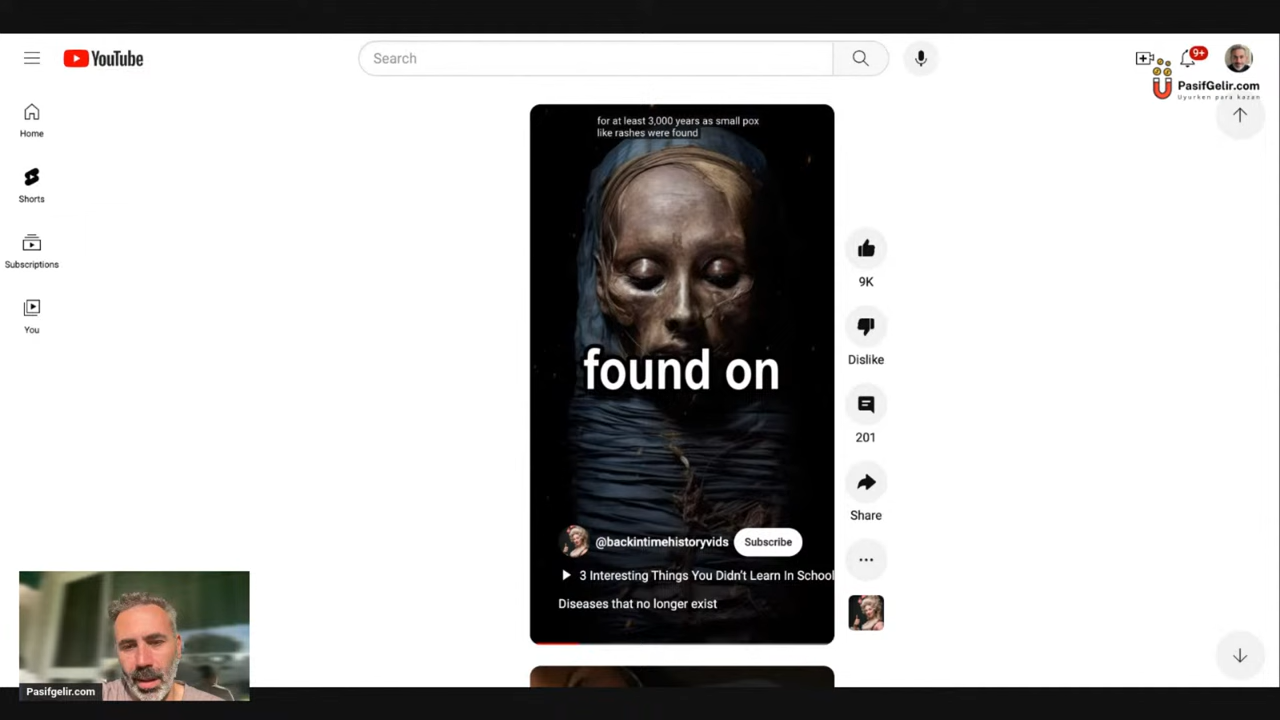 YouTube
Search
9+
PasifGelir.com
Uyurken para kazan
Home
Shorts
Subscriptions
You
for at least 3,000 years as small pox
like rashes were found
found on
@backintimehistoryvids
Subscribe
3 Interesting Things You Didn't Learn In School
Diseases that no longer exist
9K
Dislike
201
Share
Pasifgelir.com